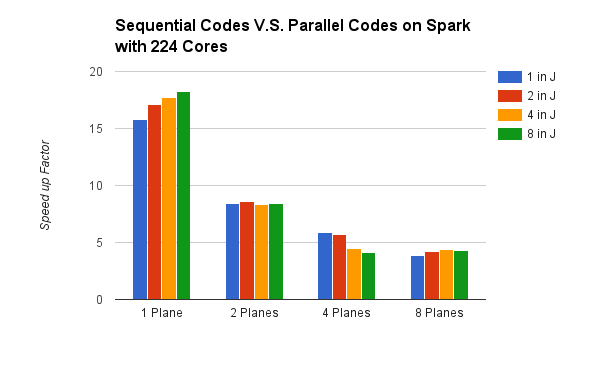 Sequential Codes V.S. Parallel Codes on Spark
with 224 Cores
20
15
10
5
0
Speed up Factor
1 Plane
2 Planes
4 Planes
8 Planes
1 in J
2 in J
4 in J
8 in J